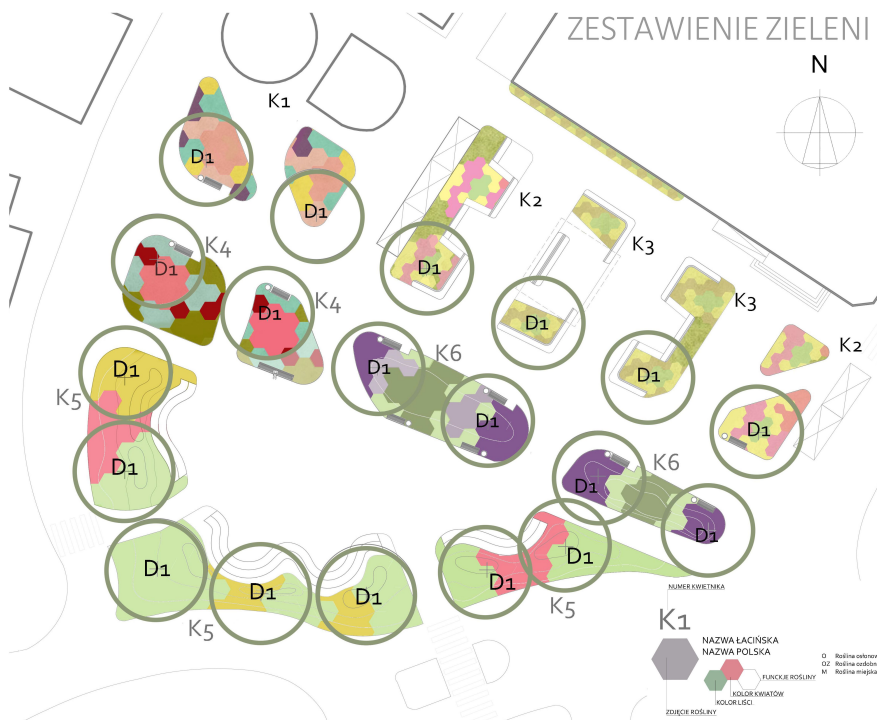 ZESTAWIENIE ZIELENI
N
K1
D1
D1
K2
K4
D1
K3
D1
D1
K4
D1
K3
D1
K6
K2
D1
D1
D1
K5
D1
D1
D1
K6
D1
D1
D1
D1
D1
D1
D1
D1
K5
K5
NUMER KWIETNIKA
K1
NAZWA ŁACIŃSKA
NAZWA POLSKA
O Roślina osłonow
OZ Roślina ozdobn
M Roślina miejska
FUNCKJE ROŚLINY
KOLOR KWIATÓW
KOLOR LIŚCI
ZDJĘCIE ROŚLINY